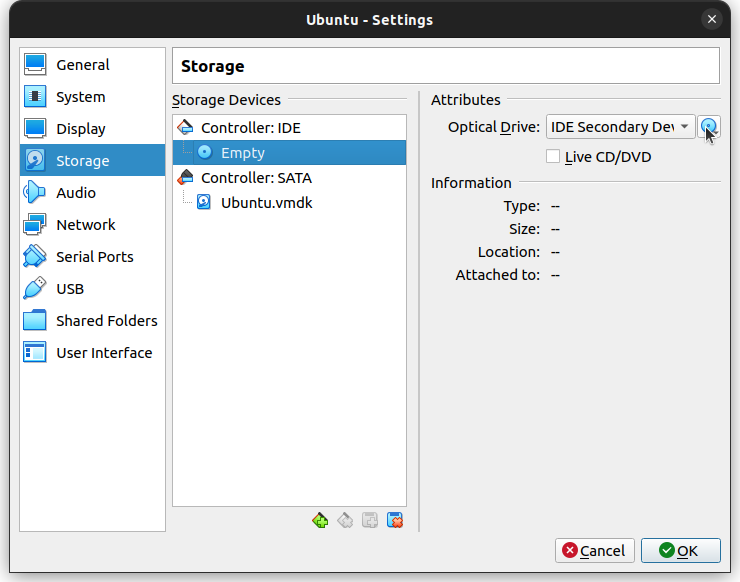 Ubuntu - Settings
General
System
Display
Storage
Audio
Network
Serial Ports
USB
Shared Folders
User Interface
Storage
Storage Devices
Controller: IDE
Empty
Controller: SATA
Ubuntu.vmdk
Attributes
Optical Drive: IDE Secondary Dev
Live CD/DVD
Information
Type: --
Size: --
Location: --
Attached to: --
Cancel
OK